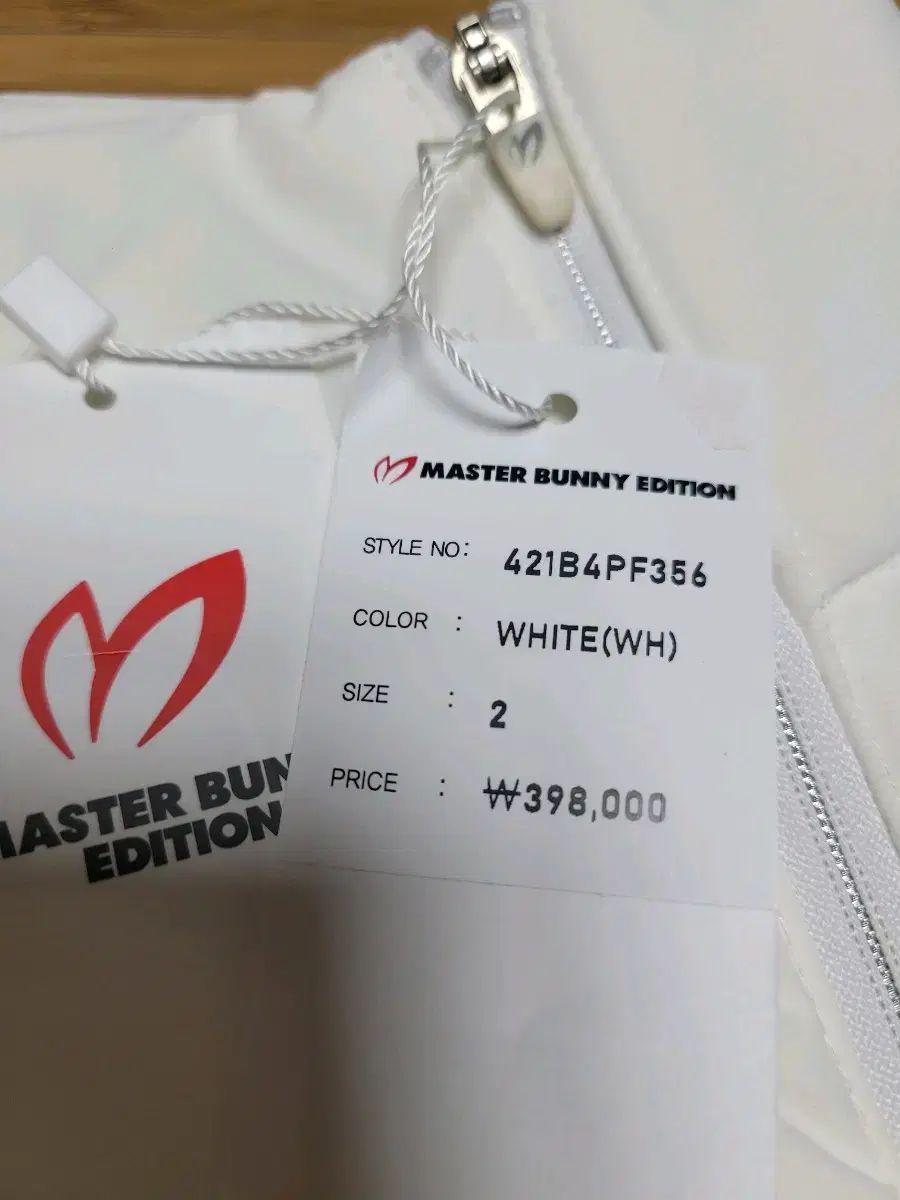 MASTER BUNNY EDITION
STYLE NO: 421B4PF356
COLOR : WHITE(WH)
SIZE : 2
PRICE : ₩398,000
MASTER BUN
EDITION